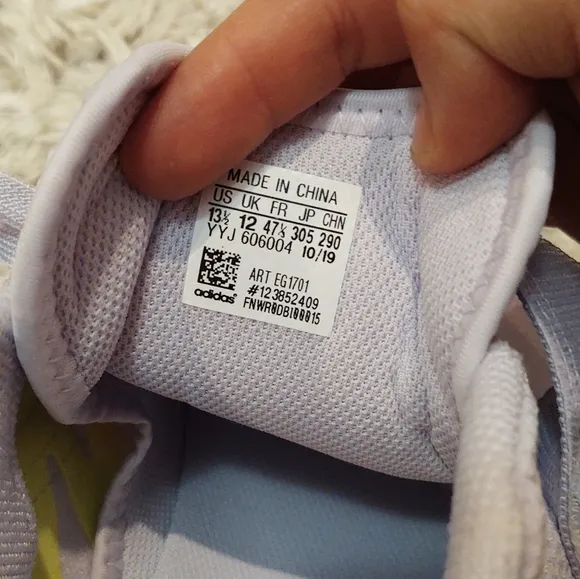 MADE IN CHINA
US UK FR JP CHN
13½ 12 47⅓ 305 290
YYJ 606004 10/19
ART EG1701
#123852409
adidas®
FNWR0DBI00015